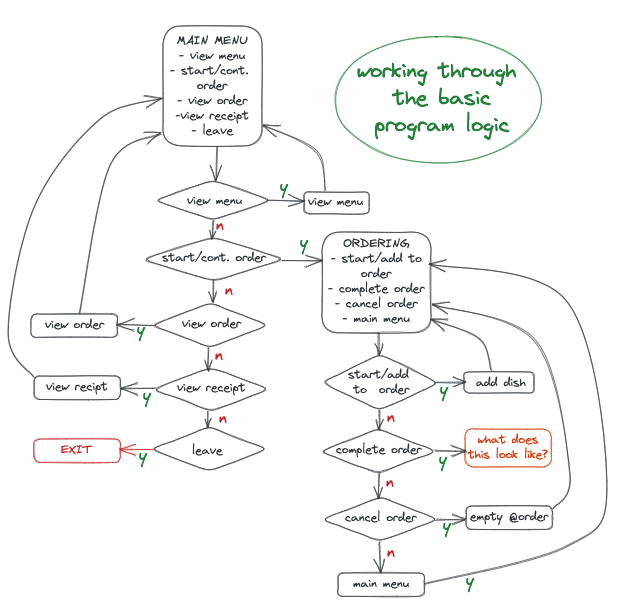 MAIN MENU
- view menu
- start/cont.
order
- view order
-view receipt
- leave
working through
the basic
program logic
view menu
y
view menu
n
start/cont. order
y
ORDERING
- start/add to
order
- complete order
- cancel order
- main menu
n
view order
y
view order
n
view recipt
y
view receipt
n
EXIT
y
leave
start/add
to order
y
add dish
n
complete order
y
what does
this look like?
n
cancel order
y
empty @order
n
main menu
y